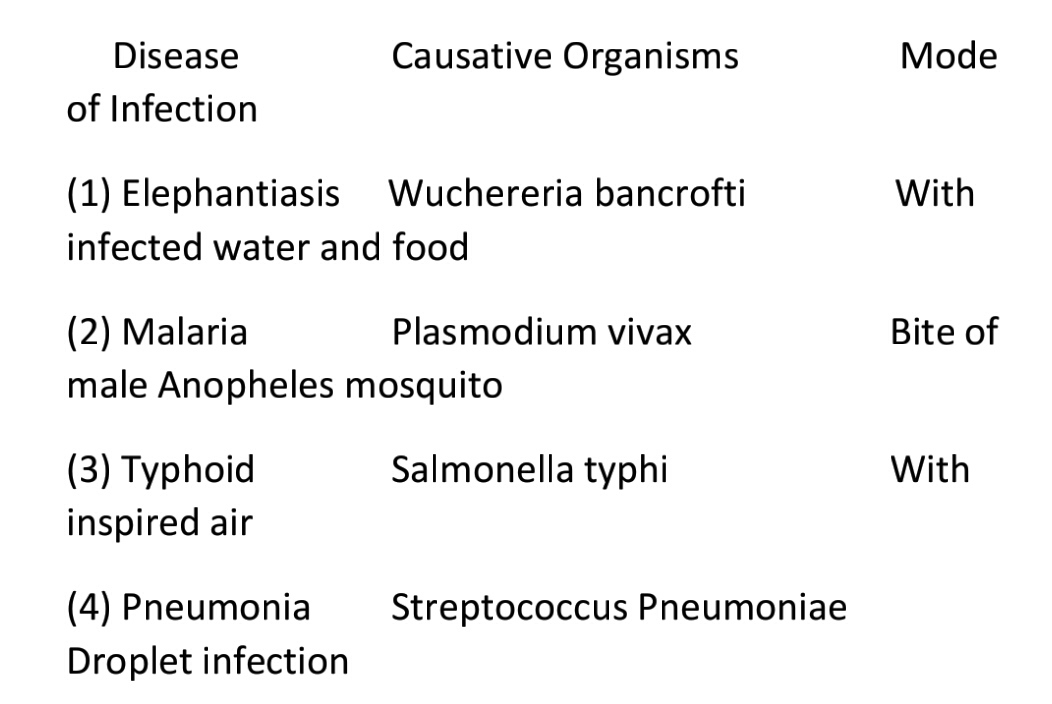 Disease Causative Organisms Mode
of Infection
(1) Elephantiasis Wuchereria bancrofti With
infected water and food
(2) Malaria Plasmodium vivax Bite of
male Anopheles mosquito
(3) Typhoid Salmonella typhi With
inspired air
(4) Pneumonia Streptococcus Pneumoniae
Droplet infection